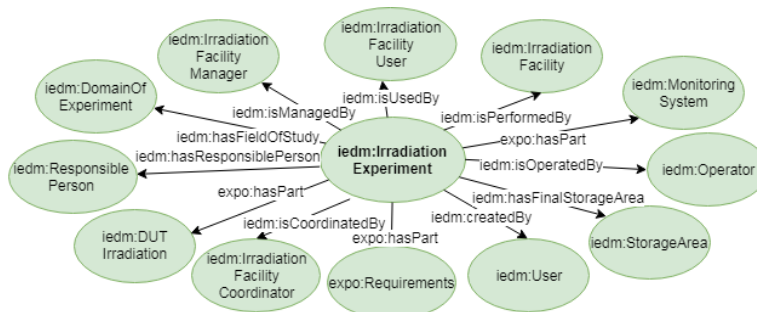 iedm:Irradiation
Facility
User
iedm:Irradiation
Facility
Manager
iedm:Irradiation
Facility
iedm:DomainOf
Experiment
iedm:Monitoring
System
iedm:isManagedBy
iedm:isUsedBy
iedm:isPerformedBy
iedm:hasFieldOfStudy
expo:hasPart
iedm:hasResponsiblePerson
iedm:Irradiation
Experiment
iedm:isOperatedBy
iedm:Responsible
Person
iedm:Operator
expo:hasPart
iedm:hasFinalStorageArea
iedm:isCoordinatedBy
iedm:createdBy
expo:hasPart
iedm:DUT
Irradiation
iedm:StorageArea
iedm:Irradiation
Facility
Coordinator
expo:Requirements
iedm:User